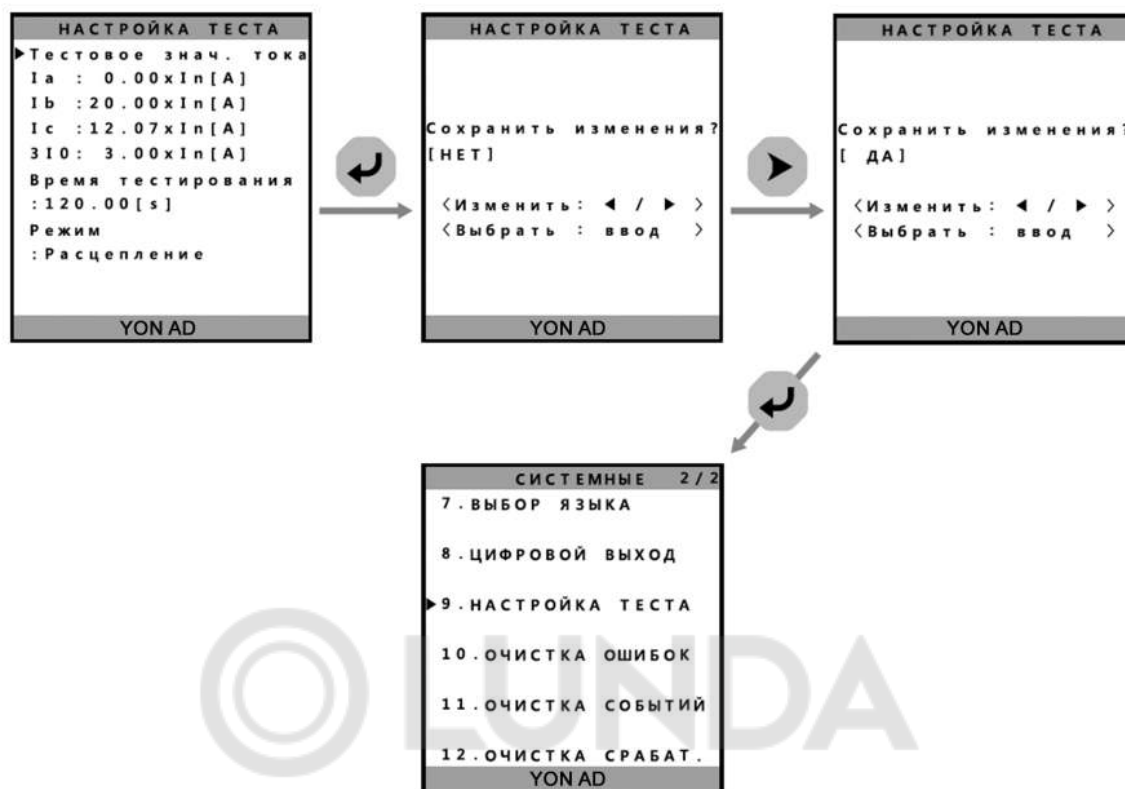 НАСТРОЙКА ТЕСТА
▶Тестовое знач. тока
Ia : 0.00xIn[A]
Ib :20.00xIn[A]
Ic :12.07xIn[A]
3I0: 3.00xIn[A]
Время тестирования
:120.00[s]
Режим
:Расцепление
YON AD
НАСТРОЙКА ТЕСТА
Сохранить изменения?
[НЕТ]
〈Изменить: ◀ / ▶ 〉
〈Выбрать : ввод 〉
YON AD
НАСТРОЙКА ТЕСТА
Сохранить изменения?
[ ДА]
〈Изменить: ◀ / ▶ 〉
〈Выбрать : ввод 〉
YON AD
СИСТЕМНЫЕ 2/2
7.ВЫБОР ЯЗЫКА
8.ЦИФРОВОЙ ВЫХОД
▶9.НАСТРОЙКА ТЕСТА
10.ОЧИСТКА ОШИБОК
11.ОЧИСТКА СОБЫТИЙ
12.ОЧИСТКА СРАБАТ.
YON AD
LUNDA